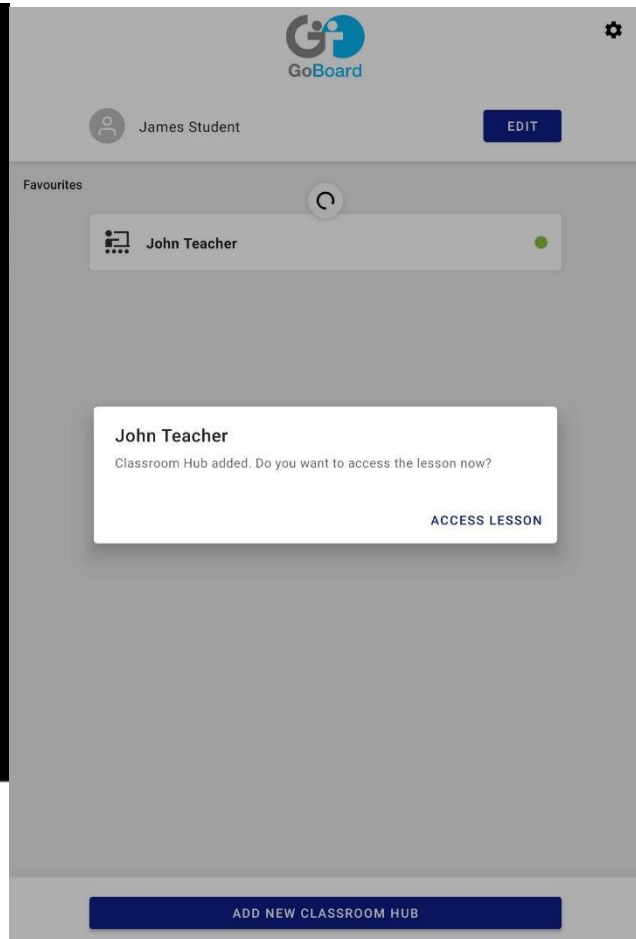 GoBoard
James Student
EDIT
Favourites
John Teacher
John Teacher
Classroom Hub added. Do you want to access the lesson now?
ACCESS LESSON
ADD NEW CLASSROOM HUB